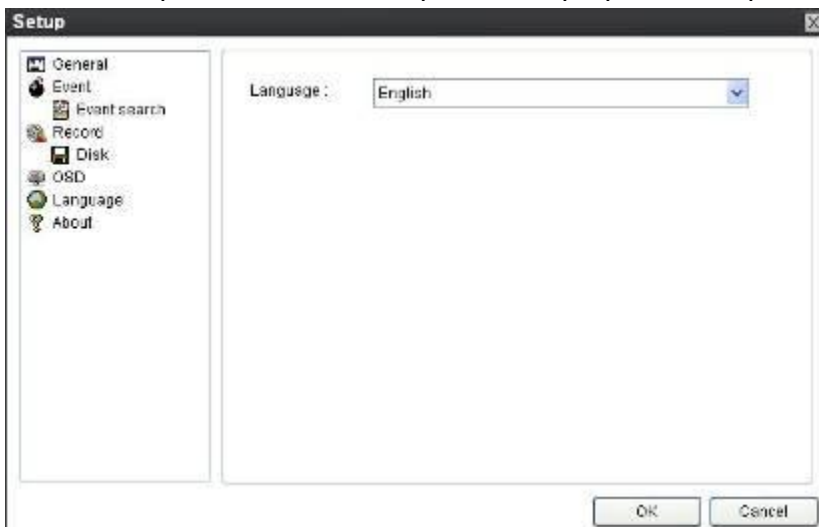 Setup
General
Event
Event search
Record
Disk
OSD
Language
About
Language :
English
OK
Cancel